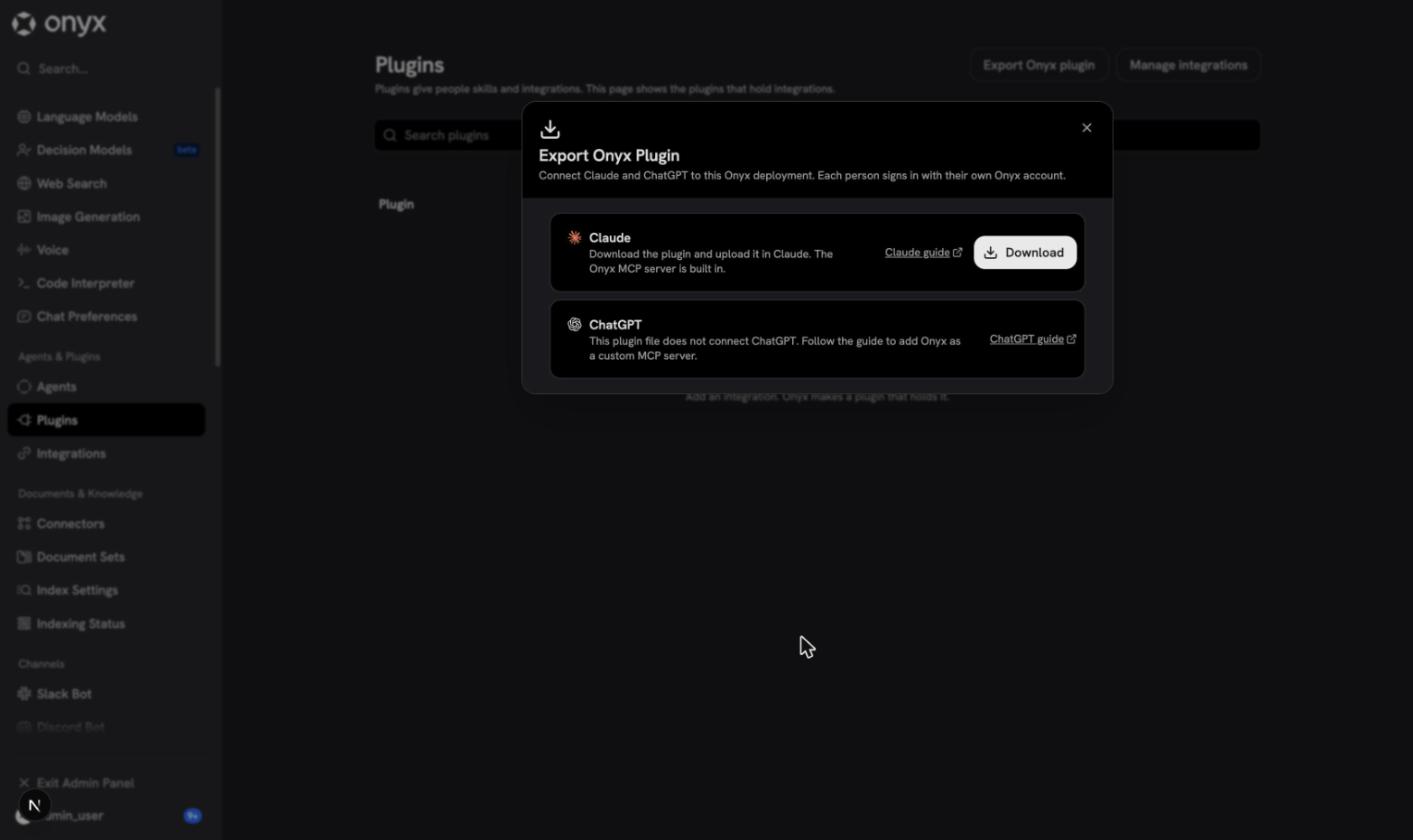 onyx
Search...
Language Models
Decision Models beta
Web Search
Image Generation
Voice
Code Interpreter
Chat Preferences
Agents & Plugins
Agents
Plugins
Integrations
Documents & Knowledge
Connectors
Document Sets
Index Settings
Indexing Status
Channels
Slack Bot
Discord Bot
Exit Admin Panel
N
min_user 9+
Plugins
Export Onyx plugin
Manage integrations
Plugins give people skills and integrations. This page shows the plugins that hold integrations.
Search plugins
Plugin
Export Onyx Plugin
Connect Claude and ChatGPT to this Onyx deployment. Each person signs in with their own Onyx account.
Claude
Download the plugin and upload it in Claude. The
Onyx MCP server is built in.
Claude guide
Download
ChatGPT
This plugin file does not connect ChatGPT. Follow the guide to add Onyx as
a custom MCP server.
ChatGPT guide
Add an integration. Onyx makes a plugin that holds it.